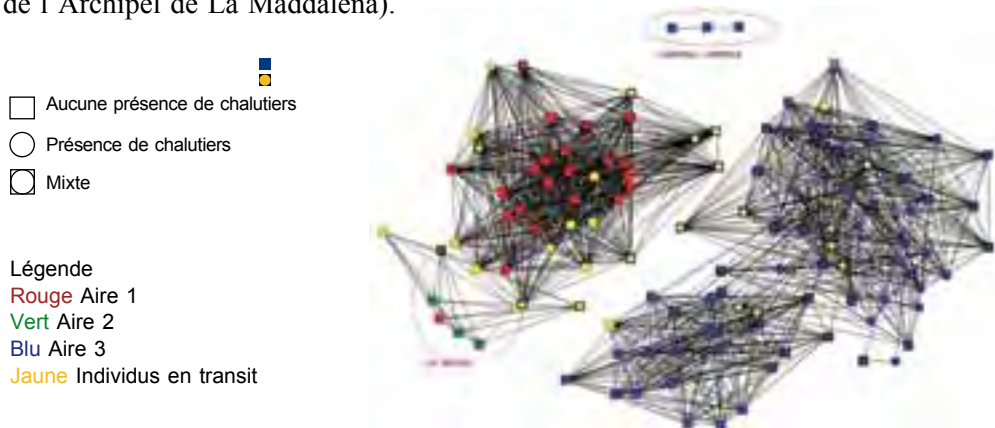 de l'Archipel de La Maddalena).
Aucune présence de chalutiers
Présence de chalutiers
Mixte
Légende
Rouge Aire 1
Vert Aire 2
Blu Aire 3
Jaune Individus en transit